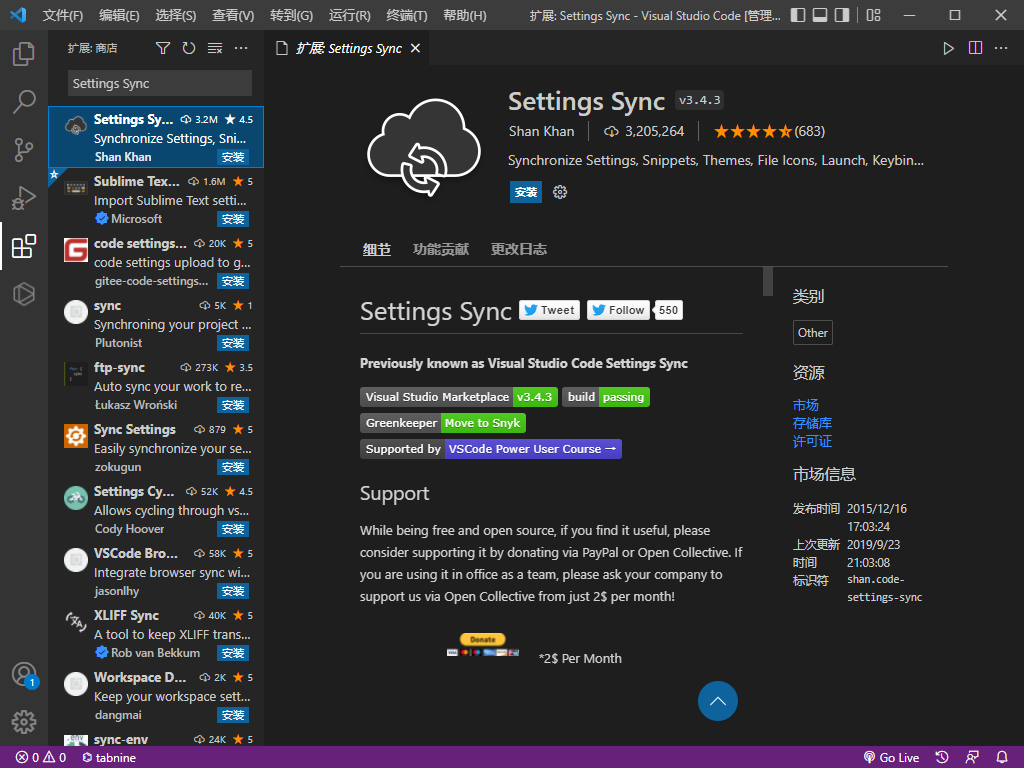 文件(F) 编辑(E) 选择(S) 查看(V) 转到(G) 运行(R) 终端(T) 帮助(H) 扩展: Settings Sync - Visual Studio Code [管理...
扩展: 商店
Settings Sync
Settings Sy... 3.2M 4.5
Synchronize Settings, Sni...
Shan Khan 安装
Sublime Tex... 1.6M 5
Import Sublime Text setti...
Microsoft 安装
code settings... 20K 5
code settings upload to g...
gitee-code-settings... 安装
sync 5K 1
Synchroning your project ...
Plutonist 安装
ftp-sync 273K 3.5
Auto sync your work to re...
Łukasz Wroński 安装
Sync Settings 879 5
Easily synchronize your se...
zokugun 安装
Settings Cy... 52K 4.5
Allows cycling through vs...
Cody Hoover 安装
VSCode Bro... 58K 5
Integrate browser sync wi...
jasonlhy 安装
XLIFF Sync 40K 5
A tool to keep XLIFF trans...
Rob van Bekkum 安装
Workspace D... 2K 5
Keep your workspace sett...
dangmai 安装
sync-env 24K 5
扩展 Settings Sync
Settings Sync v3.4.3
Shan Khan 3,205,264 (683)
Synchronize Settings, Snippets, Themes, File Icons, Launch, Keybin...
安装
细节 功能贡献 更改日志
Settings Sync Tweet Follow 550
Previously known as Visual Studio Code Settings Sync
Visual Studio Marketplace v3.4.3 build passing
Greenkeeper Move to Snyk
Supported by VSCode Power User Course →
Support
While being free and open source, if you find it useful, please
consider supporting it by donating via PayPal or Open Collective. If
you are using it in office as a team, please ask your company to
support us via Open Collective from just 2$ per month!
Donate
*2$ Per Month
类别
Other
资源
市场
存储库
许可证
市场信息
发布时间 2015/12/16
17:03:24
上次更新 2019/9/23
时间 21:03:08
标识符 shan.code-
settings-sync
1
0 0 tabnine Go Live